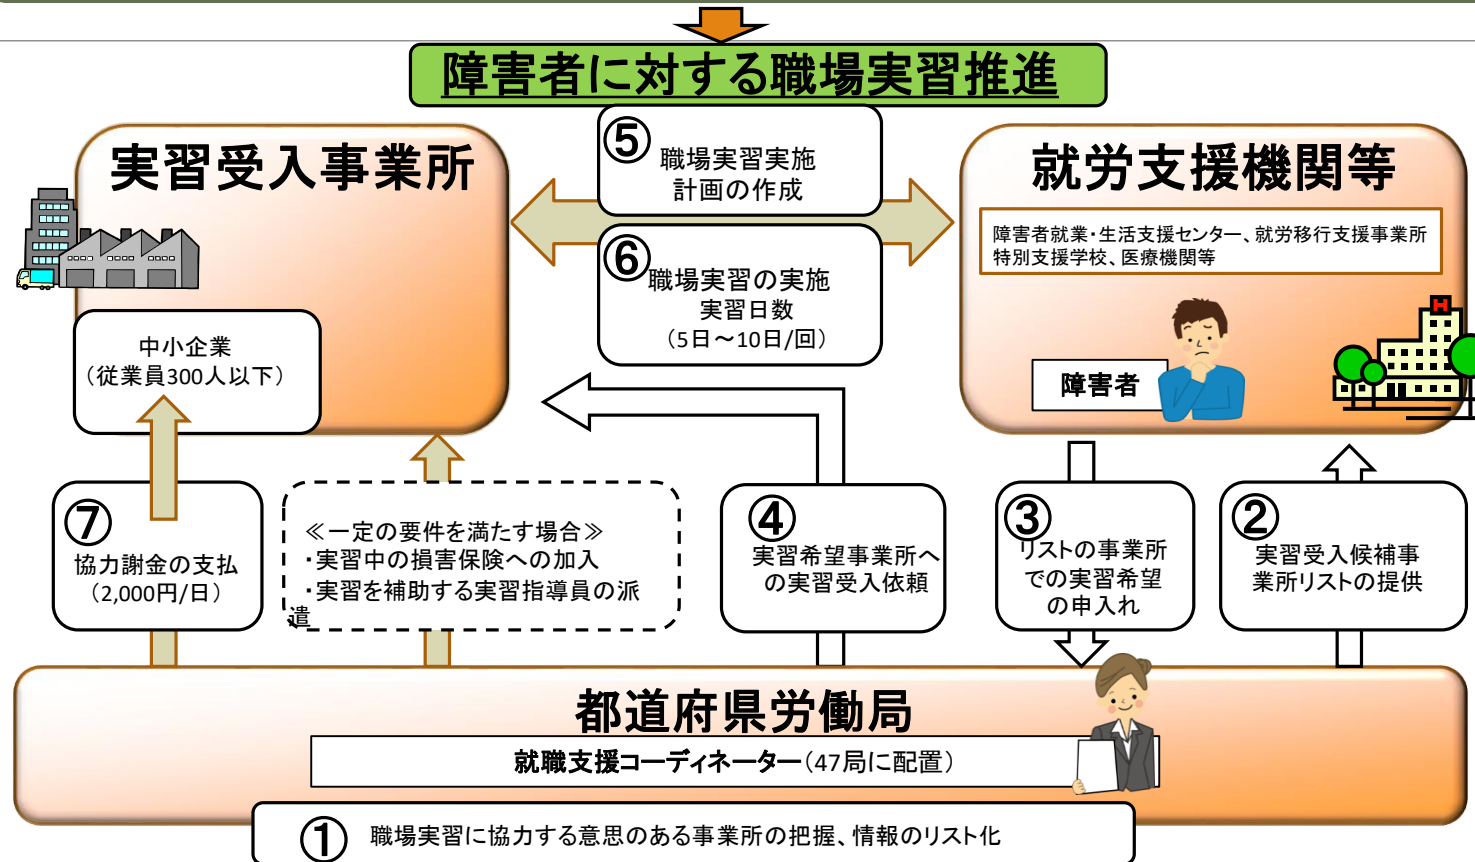 障害者に対する職場実習推進
実習受入事業所
中小企業
（従業員300人以下）
⑤
職場実習実施
計画の作成
⑥
職場実習の実施
実習日数
（5日～10日/回）
就労支援機関等
障害者就業・生活支援センター、就労移行支援事業所
特別支援学校、医療機関等
障害者
H
⑦
協力謝金の支払
（2,000円/日）
≪一定の要件を満たす場合≫
・実習中の損害保険への加入
・実習を補助する実習指導員の派
遣
④
実習希望事業所へ
の実習受入依頼
③
リストの事業所
での実習希望
の申入れ
②
実習受入候補事
業所リストの提供
都道府県労働局
就職支援コーディネーター（47局に配置）
①
職場実習に協力する意思のある事業所の把握、情報のリスト化